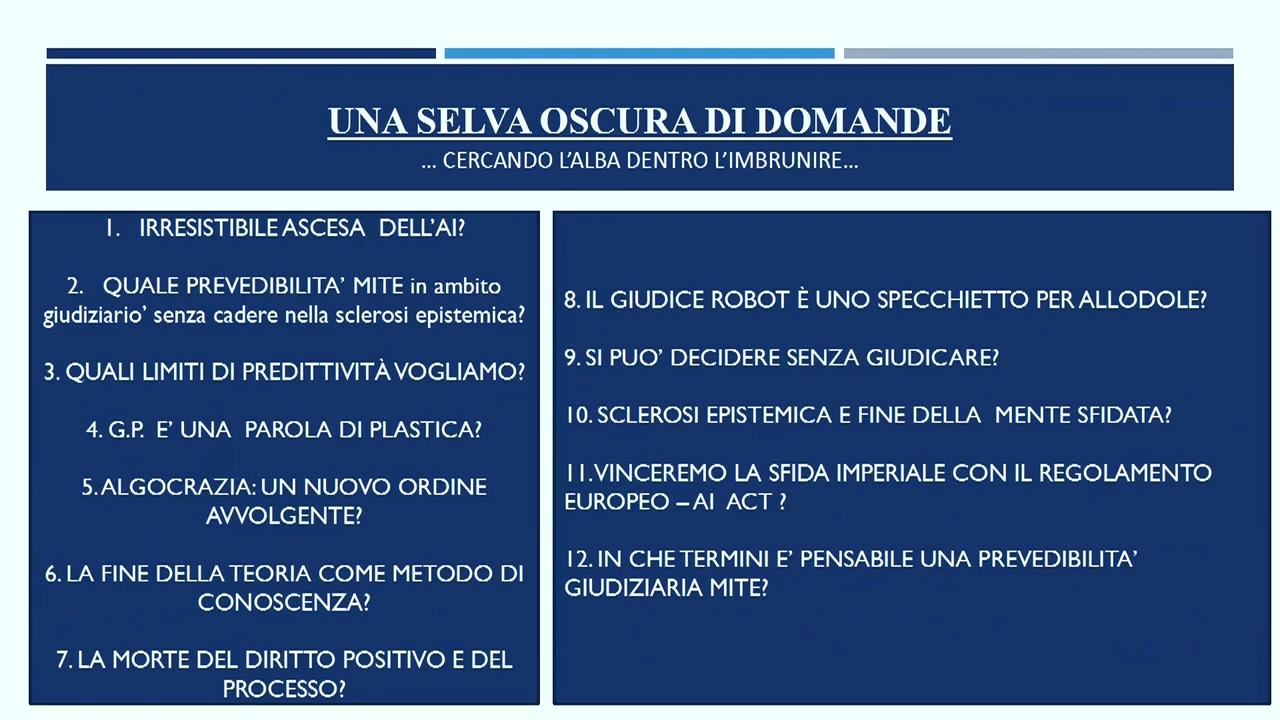 UNA SELVA OSCURA DI DOMANDE
... CERCANDO L'ALBA DENTRO L'IMBRUNIRE...
1. IRRESISTIBILE ASCESA DELL'AI?
2. QUALE PREVEDIBILITA' MITE in ambito
giudiziario' senza cadere nella sclerosi epistemica?
3. QUALI LIMITI DI PREDITTIVITÀ VOGLIAMO?
4. G.P. E' UNA PAROLA DI PLASTICA?
5. ALGOCRAZIA: UN NUOVO ORDINE
AVVOLGENTE?
6. LA FINE DELLA TEORIA COME METODO DI
CONOSCENZA?
7. LA MORTE DEL DIRITTO POSITIVO E DEL
PROCESSO?
8. IL GIUDICE ROBOT È UNO SPECCHIETTO PER ALLODOLE?
9. SI PUO' DECIDERE SENZA GIUDICARE?
10. SCLEROSI EPISTEMICA E FINE DELLA MENTE SFIDATA?
11. VINCEREMO LA SFIDA IMPERIALE CON IL REGOLAMENTO
EUROPEO – AI ACT ?
12. IN CHE TERMINI E' PENSABILE UNA PREVEDIBILITA'
GIUDIZIARIA MITE?